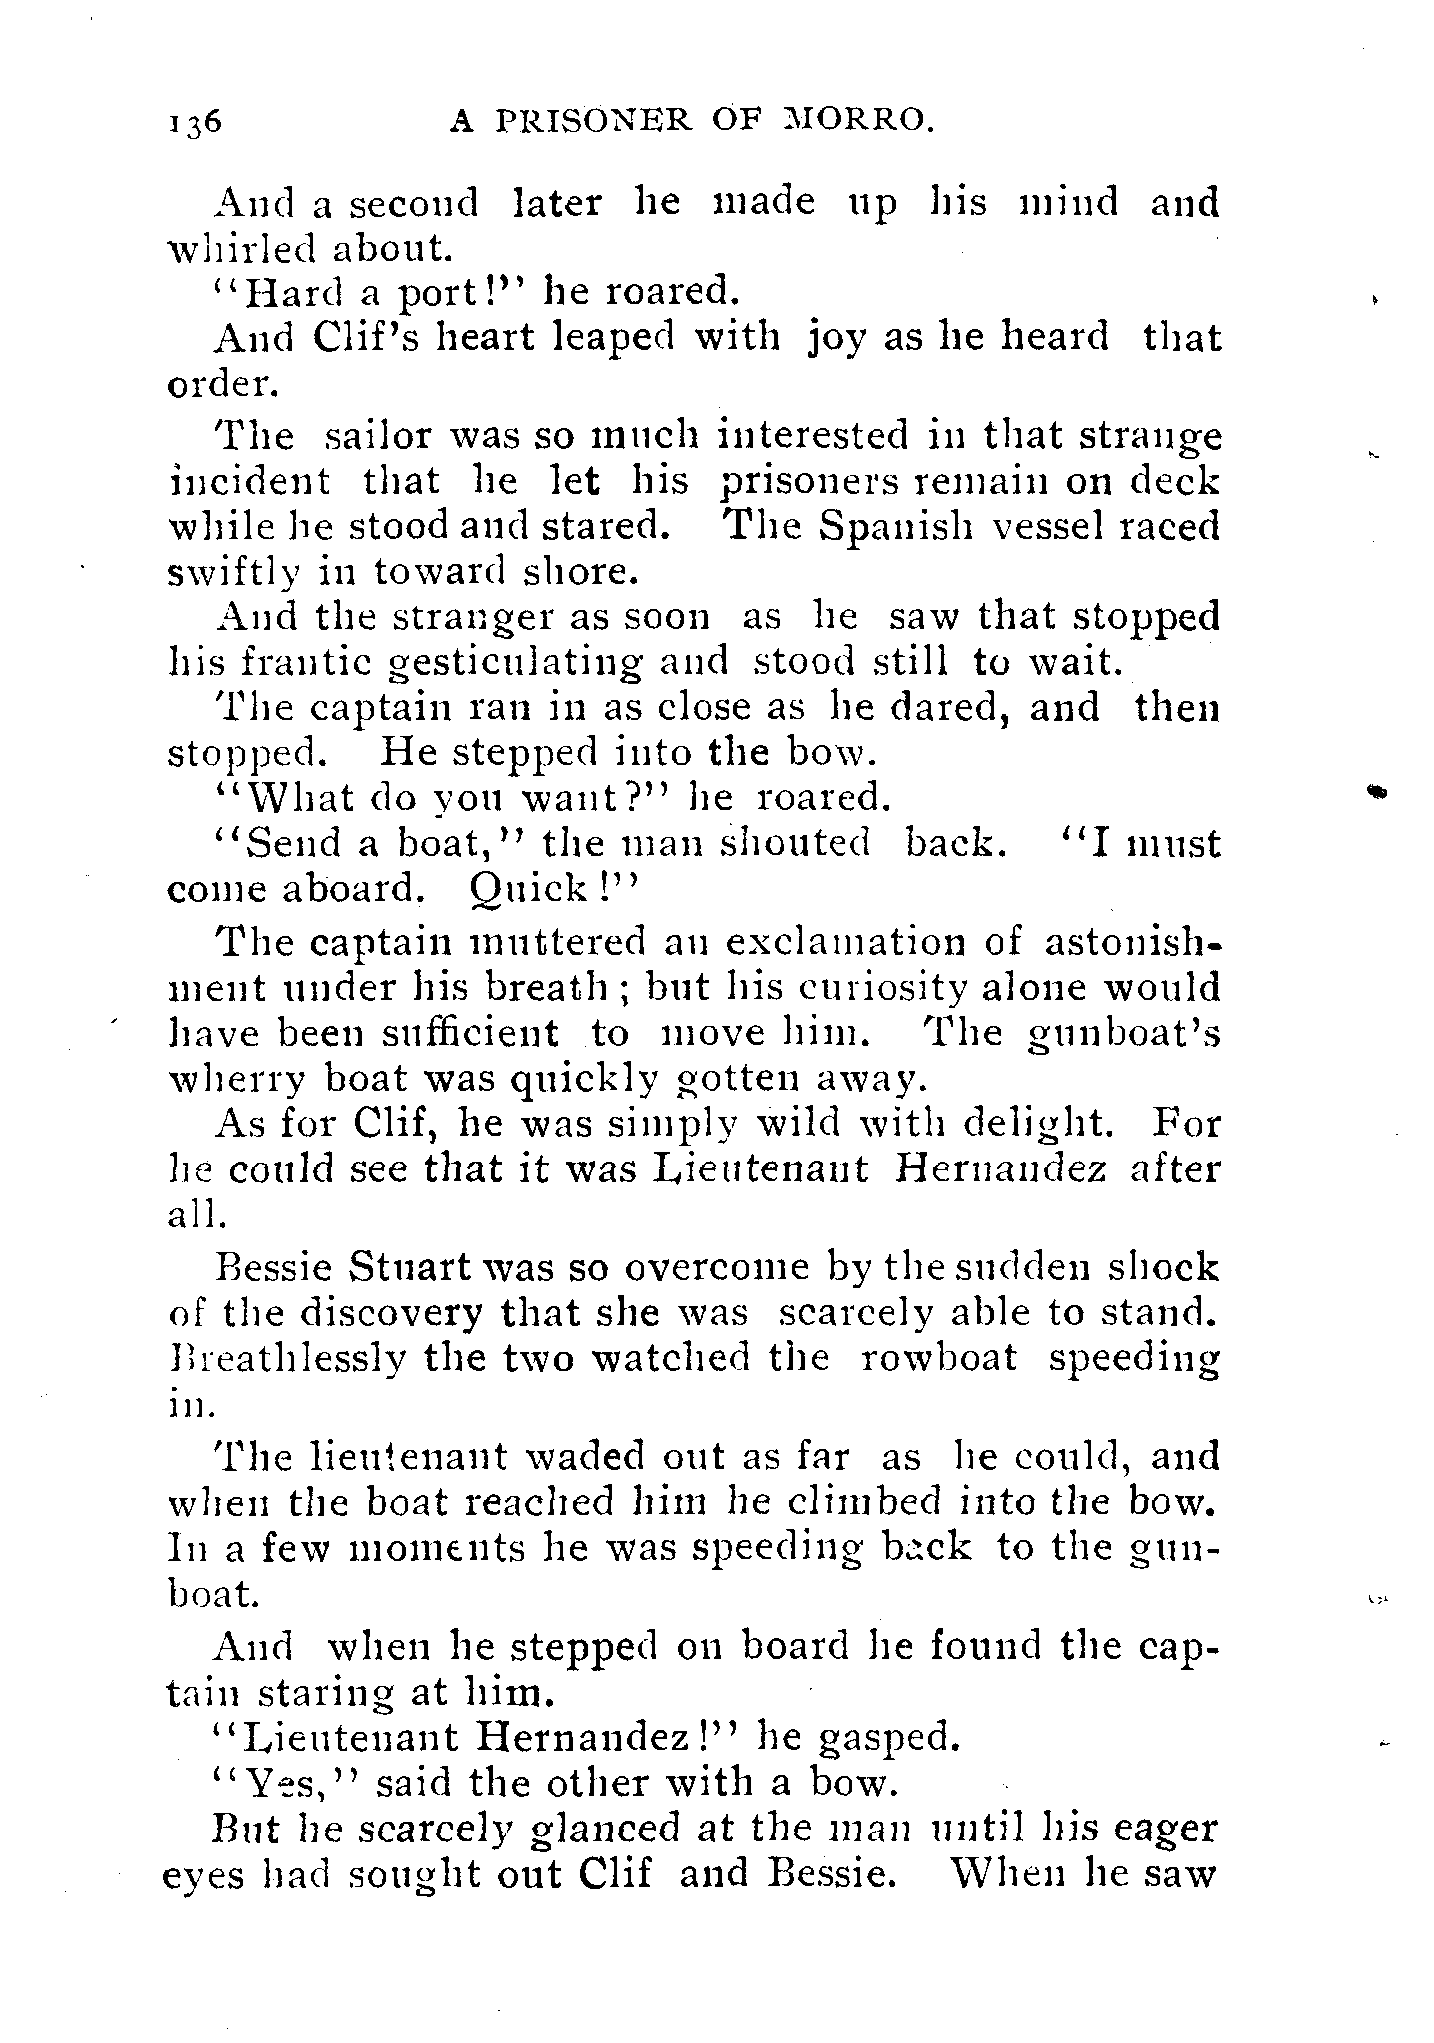 136 A PRISONER OF MORRO.
And a second later he made up his mind and
whirled about.
"Hard a port!" he roared.
And Clif's heart leaped with joy as he heard that
order.
The sailor was so much interested in that strange
incident that he let his prisoners remain on deck
while he stood and stared. The Spanish vessel raced
swiftly in toward shore.
And the stranger as soon as he saw that stopped
his frantic gesticulating and stood still to wait.
The captain ran in as close as he dared, and then
stopped. He stepped into the bow.
"What do you want?" he roared.
"Send a boat," the man shouted back. "I must
come aboard. Quick!"
The captain muttered an exclamation of astonish-
ment under his breath; but his curiosity alone would
have been sufficient to move him. The gunboat's
wherry boat was quickly gotten away.
As for Clif, he was simply wild with delight. For
he could see that it was Lieutenant Hernandez after
all.
Bessie Stuart was so overcome by the sudden shock
of the discovery that she was scarcely able to stand.
Breathlessly the two watched the rowboat speeding
in.
The lieutenant waded out as far as he could, and
when the boat reached him he climbed into the bow.
In a few moments he was speeding back to the gun-
boat.
And when he stepped on board he found the cap-
tain staring at him.
"Lieutenant Hernandez!" he gasped.
"Yes," said the other with a bow.
But he scarcely glanced at the man until his eager
eyes had sought out Clif and Bessie. When he saw